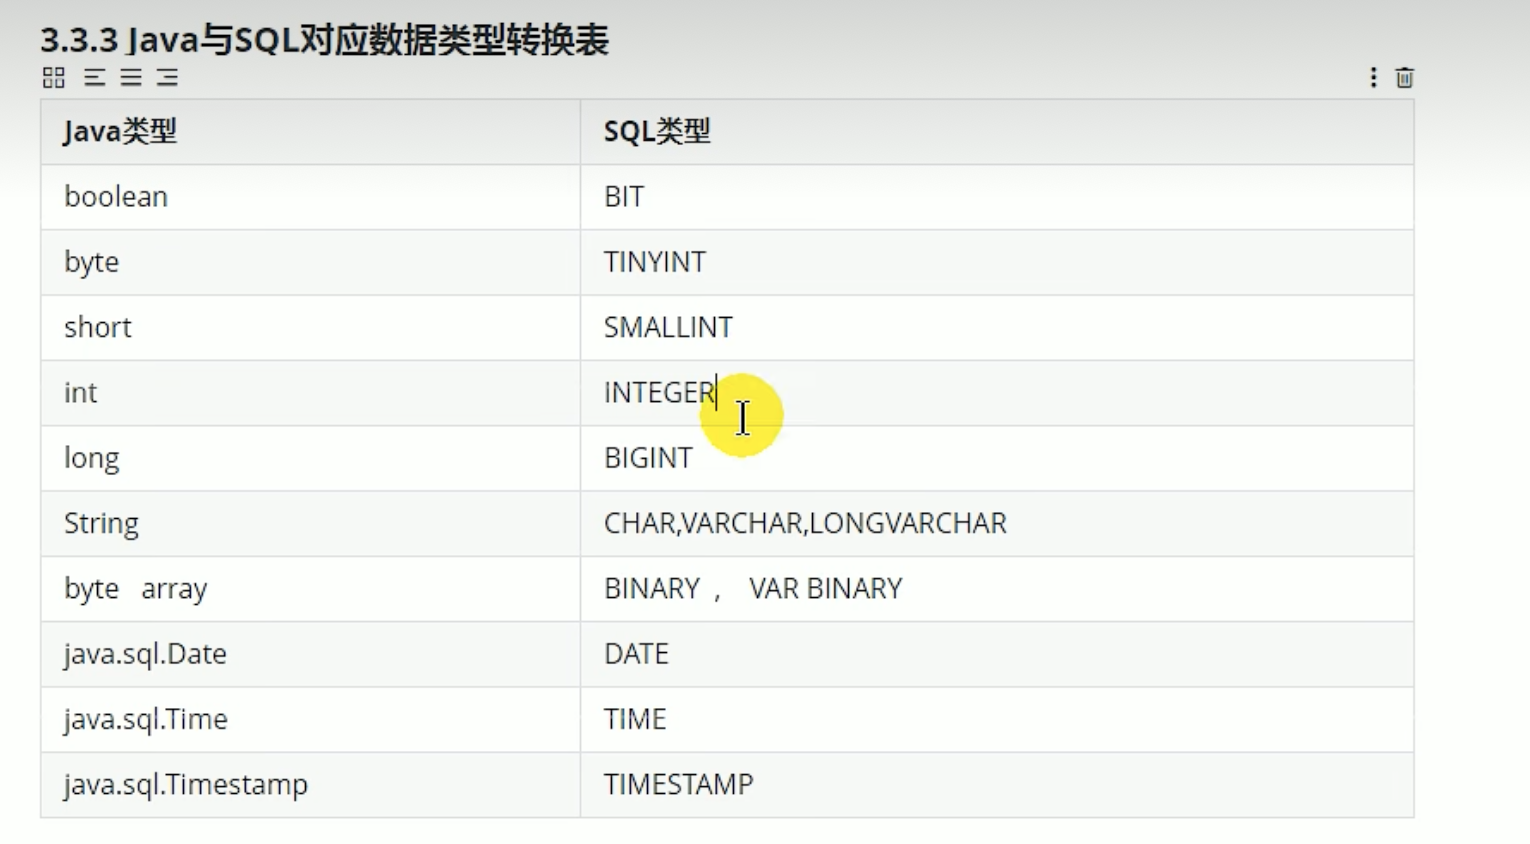 3.3.3 Java与SQL对应数据类型转换表
Java类型 SQL类型
boolean BIT
byte TINYINT
short SMALLINT
int INTEGER
long BIGINT
String CHAR,VARCHAR,LONGVARCHAR
byte array BINARY , VAR BINARY
java.sql.Date DATE
java.sql.Time TIME
java.sql.Timestamp TIMESTAMP